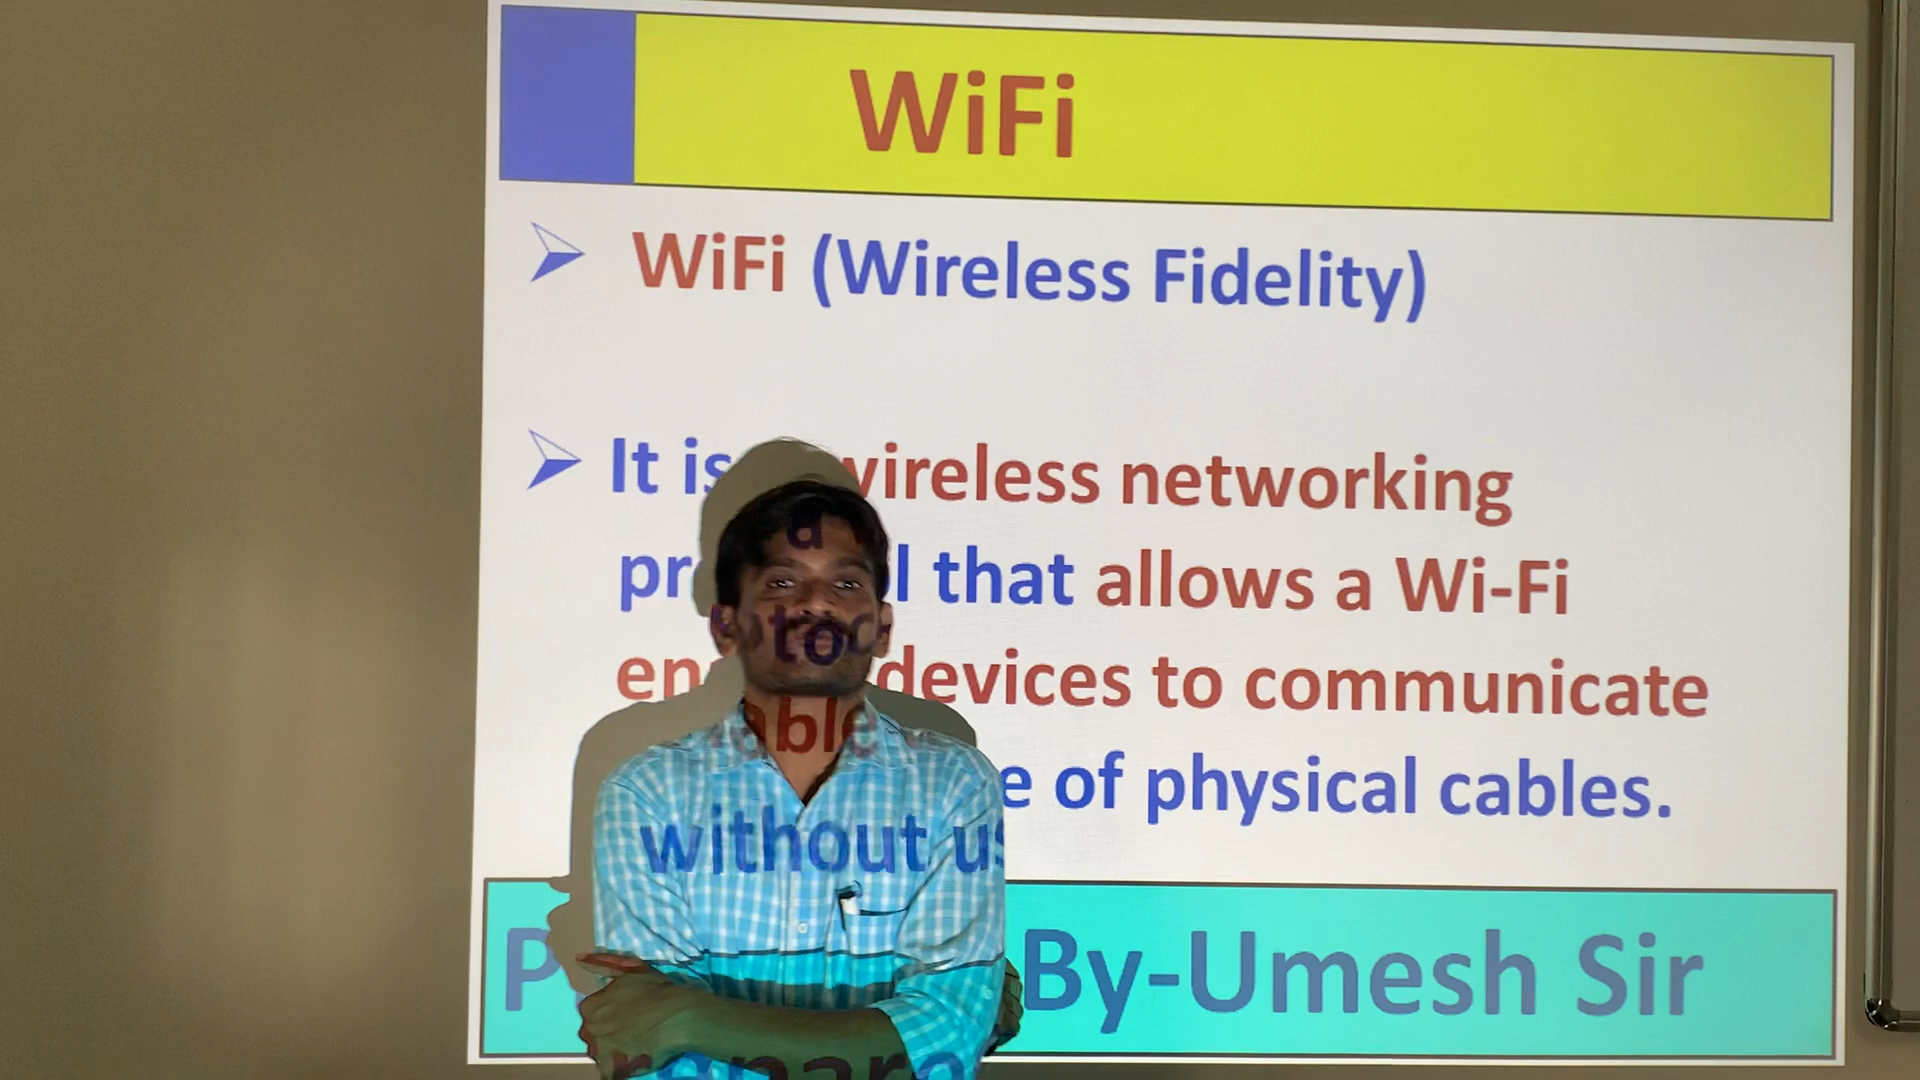 WiFi
WiFi (Wireless Fidelity)
It is a wireless networking
protocol that allows a Wi-Fi
enable devices to communicate
without use of physical cables.
Prepared By-Umesh Sir